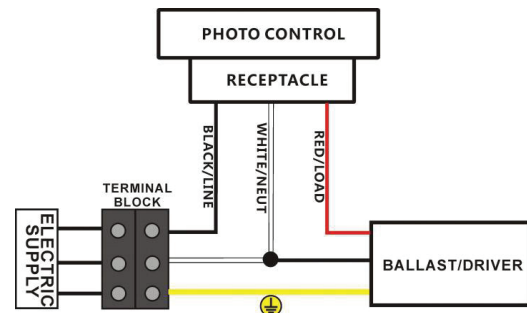 PHOTO CONTROL
RECEPTACLE
BLACK/LINE
WHITE/NEUT
RED/LOAD
TERMINAL
BLOCK
ELECTRIC
SUPPLY
BALLAST/DRIVER